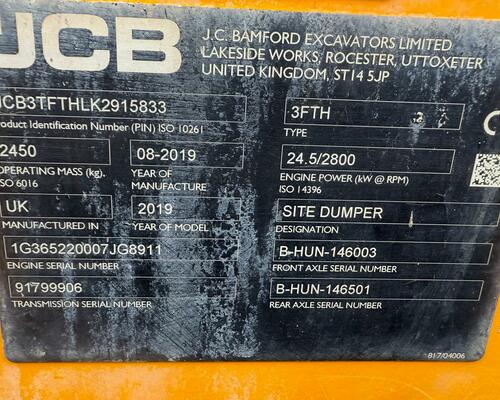 JCB
J.C. BAMFORD EXCAVATORS LIMITED
LAKESIDE WORKS, ROCESTER, UTTOXETER
UNITED KINGDOM, ST14 5JP
JCB3TFTHLK2915833
Product Identification Number (PIN) ISO 10261
3FTH
TYPE
2450
OPERATING MASS (kg).
ISO 6016
08-2019
YEAR OF
MANUFACTURE
24.5/2800
ENGINE POWER (kW @ RPM)
ISO 14396
UK
MANUFACTURED IN
2019
YEAR OF MODEL
SITE DUMPER
DESIGNATION
1G365220007JG8911
ENGINE SERIAL NUMBER
B-HUN-146003
FRONT AXLE SERIAL NUMBER
91799906
TRANSMISSION SERIAL NUMBER
B-HUN-146501
REAR AXLE SERIAL NUMBER
817/04006